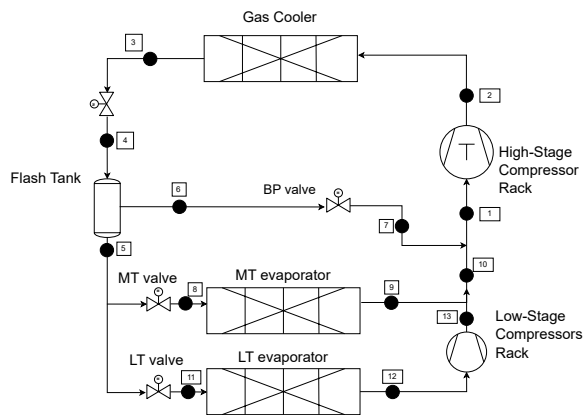 Gas Cooler
3
2
4
High-Stage
Compressor
Rack
Flash Tank
6
BP valve
1
7
5
10
MT valve
8
MT evaporator
9
13
Low-Stage
Compressors
Rack
LT valve
11
LT evaporator
12